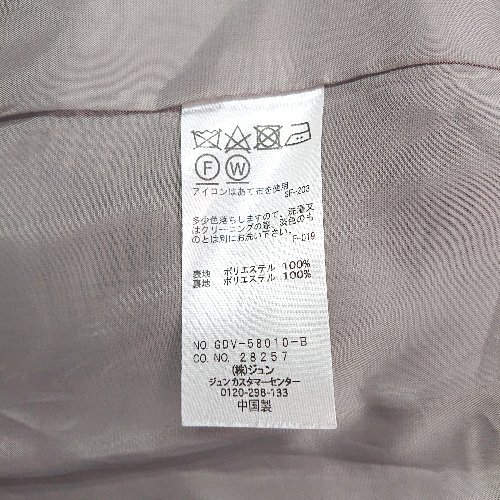 F W
アイロンはあて布を使用
SF-203
多少色落ちしますので、洗濯又
はクリーニングの際、淡色のも
のとは別にお洗い下さい。
F-019
表地 ポリエステル 100%
裏地 ポリエステル 100%
NO. GDV-58010-B
CO.NO. 28257
(株)ジュン
ジュンカスタマーセンター
0120-298-133
中国製